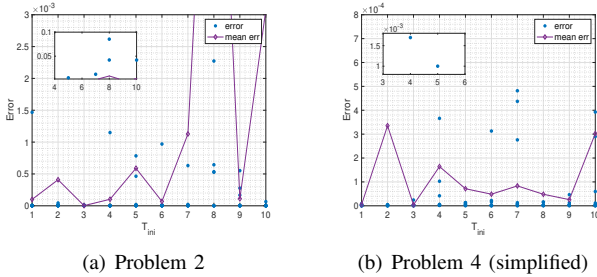 ×10⁻³
3
2.5
2
1.5
1
0.5
0
Error
0.1
0.05
4 6 8 10
error
mean err
1 2 3 4 5 6 7 8 9 10
T_ini
(a) Problem 2
×10⁻⁴
8
7
6
5
4
3
2
1
0
Error
×10⁻³
1.5
1
3 4 5 6
error
mean err
1 2 3 4 5 6 7 8 9 10
T_ini
(b) Problem 4 (simplified)